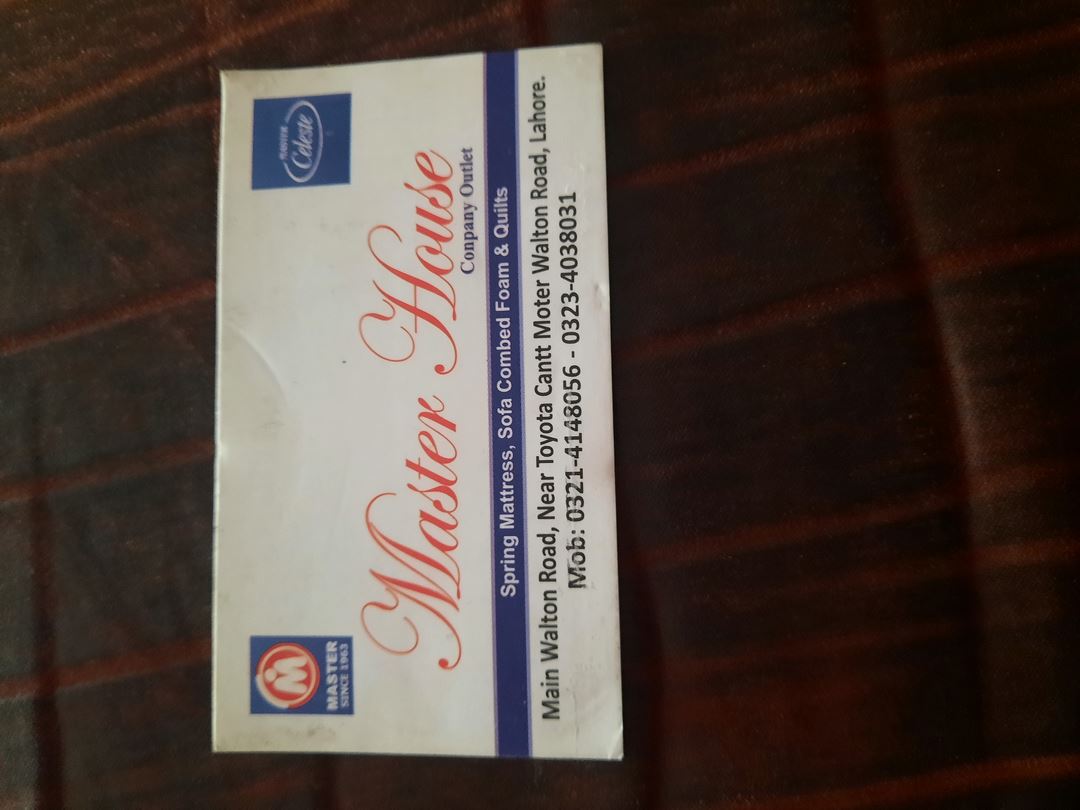 MASTER
SINCE 1963
MASTER
Celeste
Master House
Conpany Outlet
Spring Mattress, Sofa Combed Foam & Quilts
Main Walton Road, Near Toyota Cantt Moter Walton Road, Lahore.
Mob: 0321-4148056 - 0323-4038031